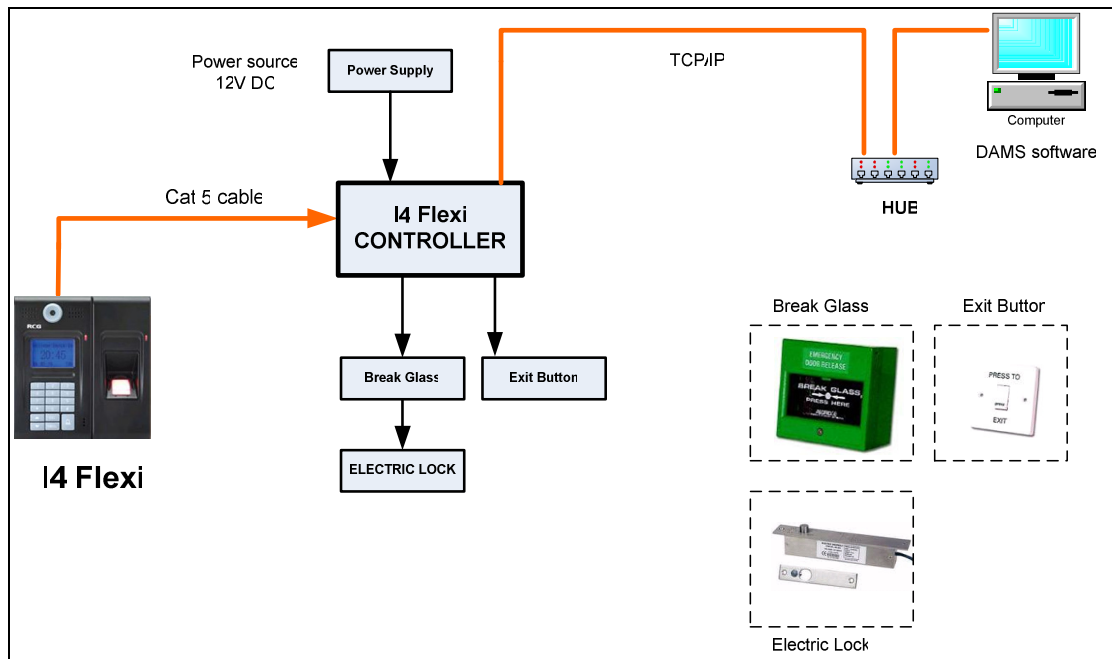 Power source
12V DC
Power Supply
TCP/IP
Computer
DAMS software
HUB
Cat 5 cable
I4 Flexi
CONTROLLER
RCG
20:45
I4 Flexi
Break Glass
Exit Button
ELECTRIC LOCK
Break Glass
Exit Button
EMERGENCY
DOOR RELEASE
BREAK GLASS,
PRESS HERE
PRESS TO
EXIT
Electric Lock